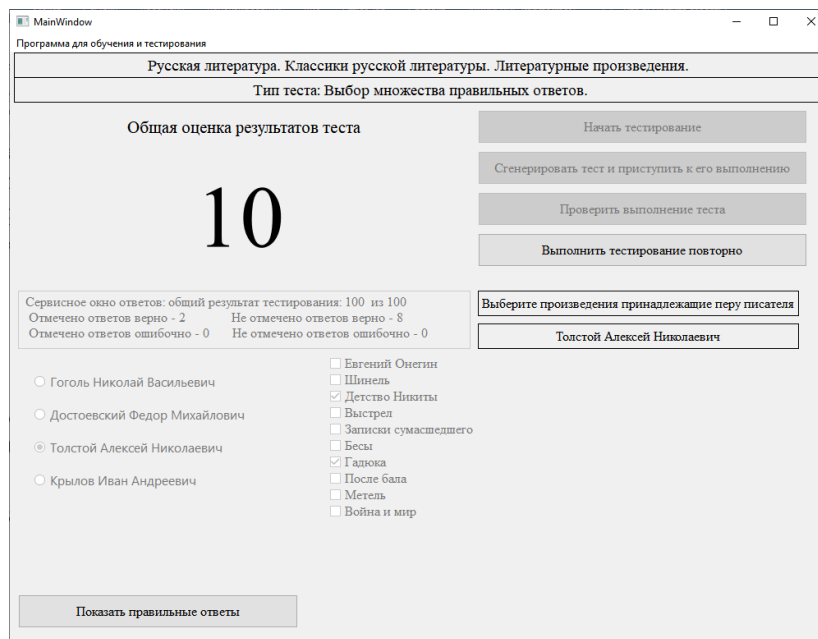 MainWindow
Программа для обучения и тестирования
Русская литература. Классики русской литературы. Литературные произведения.
Тип теста: Выбор множества правильных ответов.
Общая оценка результатов теста
10
Начать тестирование
Сгенерировать тест и приступить к его выполнению
Проверить выполнение теста
Выполнить тестирование повторно
Сервисное окно ответов: общий результат тестирования: 100 из 100
Отмечено ответов верно - 2 Не отмечено ответов верно - 8
Отмечено ответов ошибочно - 0 Не отмечено ответов ошибочно - 0
Выберите произведения принадлежащие перу писателя
Толстой Алексей Николаевич
Гоголь Николай Васильевич
Достоевский Федор Михайлович
Толстой Алексей Николаевич
Крылов Иван Андреевич
Евгений Онегин
Шинель
Детство Никиты
Выстрел
Записки сумасшедшего
Бесы
Гадюка
После бала
Метель
Война и мир
Показать правильные ответы